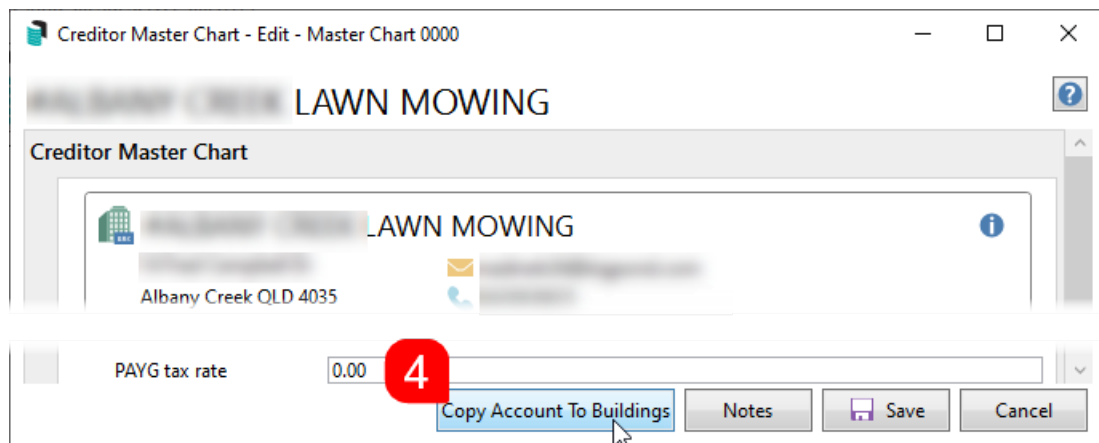 Creditor Master Chart - Edit - Master Chart 0000
LAWN MOWING
?
Creditor Master Chart
LAWN MOWING
Albany Creek QLD 4035
PAYG tax rate 0.00
4
Copy Account To Buildings Notes Save Cancel